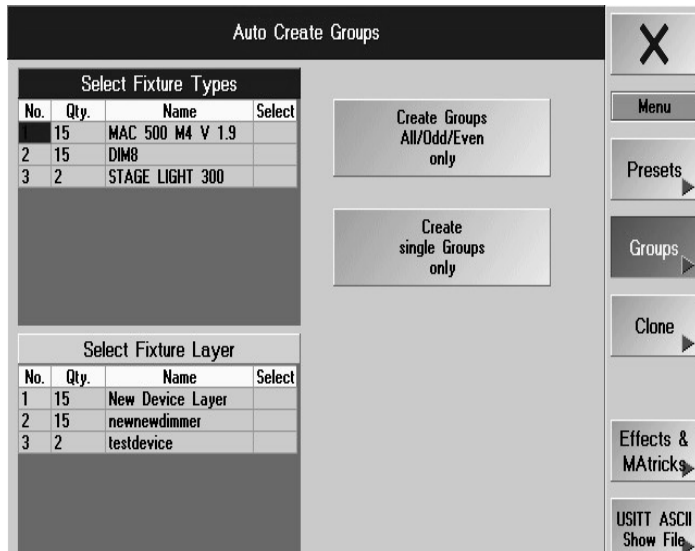 Auto Create Groups
Select Fixture Types
No. Qty. Name Select
1 15 MAC 500 M4 V 1.9
2 15 DIM8
3 2 STAGE LIGHT 300
Create Groups
All/Odd/Even
only
Create
single Groups
only
Select Fixture Layer
No. Qty. Name Select
1 15 New Device Layer
2 15 newnewdimmer
3 2 testdevice
X
Menu
Presets
Groups
Clone
Effects &
MAtricks
USITT ASCII
Show File